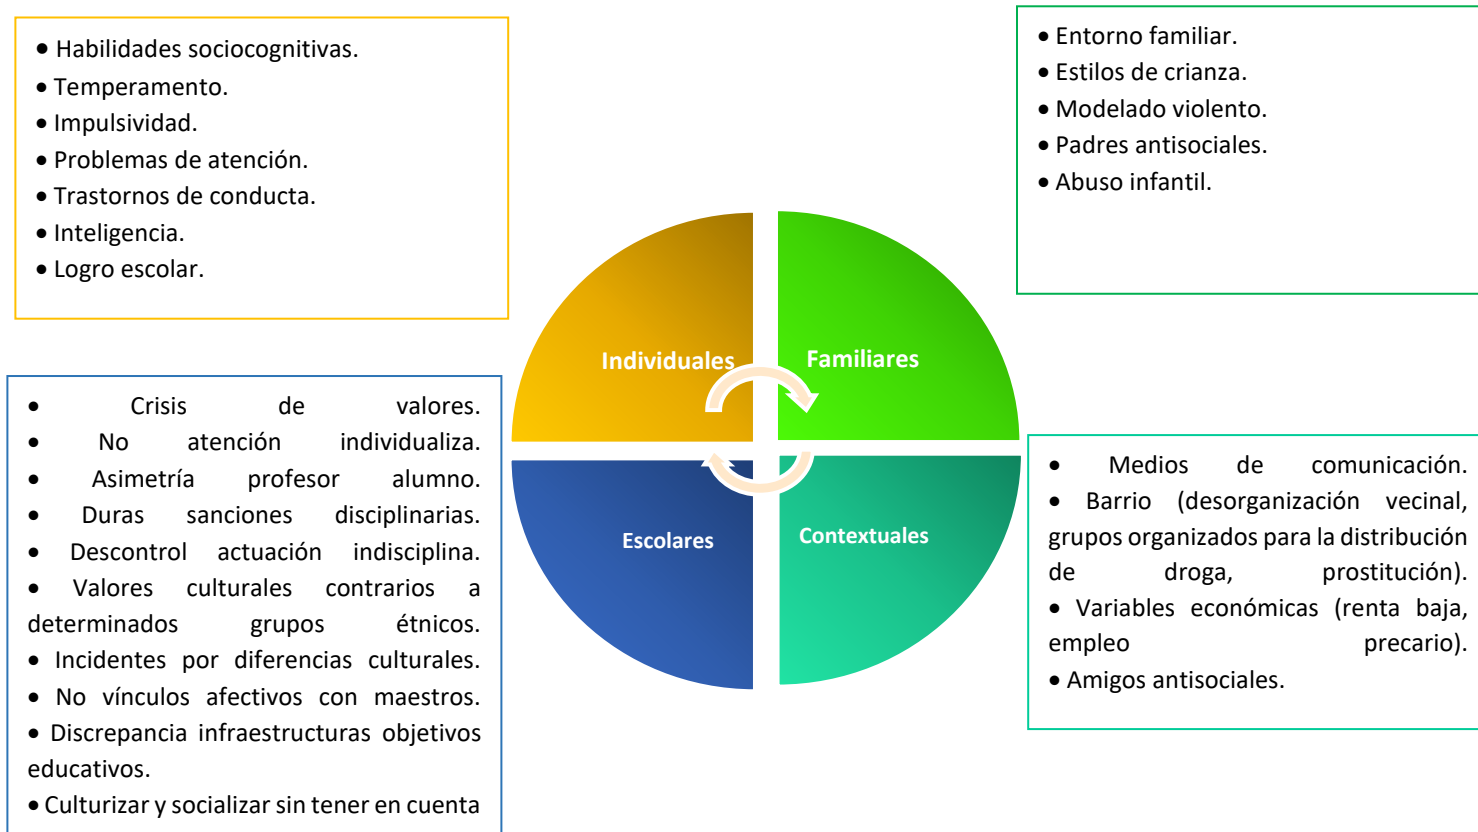 • Habilidades sociocognitivas.
• Temperamento.
• Impulsividad.
• Problemas de atención.
• Trastornos de conducta.
• Inteligencia.
• Logro escolar.
• Entorno familiar.
• Estilos de crianza.
• Modelado violento.
• Padres antisociales.
• Abuso infantil.
Individuales
Familiares
Escolares
Contextuales
• Crisis de valores.
• No atención individualiza.
• Asimetría profesor alumno.
• Duras sanciones disciplinarias.
• Descontrol actuación indisciplina.
• Valores culturales contrarios a
determinados grupos étnicos.
• Incidentes por diferencias culturales.
• No vínculos afectivos con maestros.
• Discrepancia infraestructuras objetivos
educativos.
• Culturizar y socializar sin tener en cuenta
• Medios de comunicación.
• Barrio (desorganización vecinal,
grupos organizados para la distribución
de droga, prostitución).
• Variables económicas (renta baja,
empleo precario).
• Amigos antisociales.